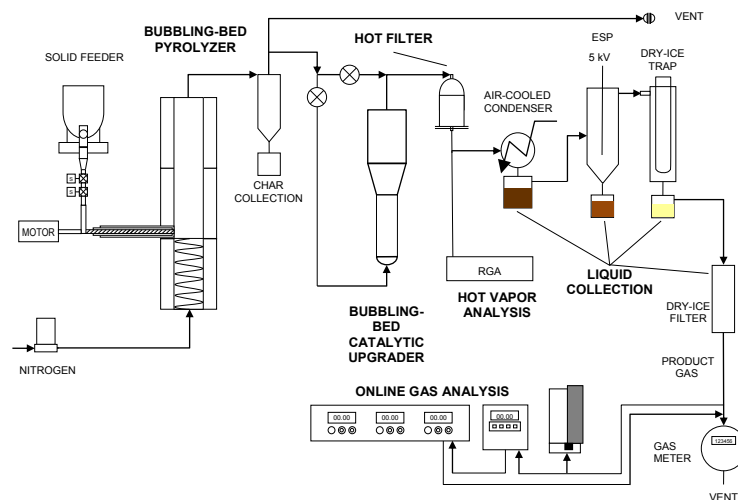 VENT
BUBBLING-BED
PYROLYZER
SOLID FEEDER
HOT FILTER
ESP
5 kV
DRY-ICE
TRAP
AIR-COOLED
CONDENSER
S
S
CHAR
COLLECTION
MOTOR
RGA
HOT VAPOR
ANALYSIS
LIQUID
COLLECTION
DRY-ICE
FILTER
BUBBLING-
BED
CATALYTIC
UPGRADER
NITROGEN
PRODUCT
GAS
ONLINE GAS ANALYSIS
00.00
00.00
00.00
00.00
123456
GAS
METER
VENT